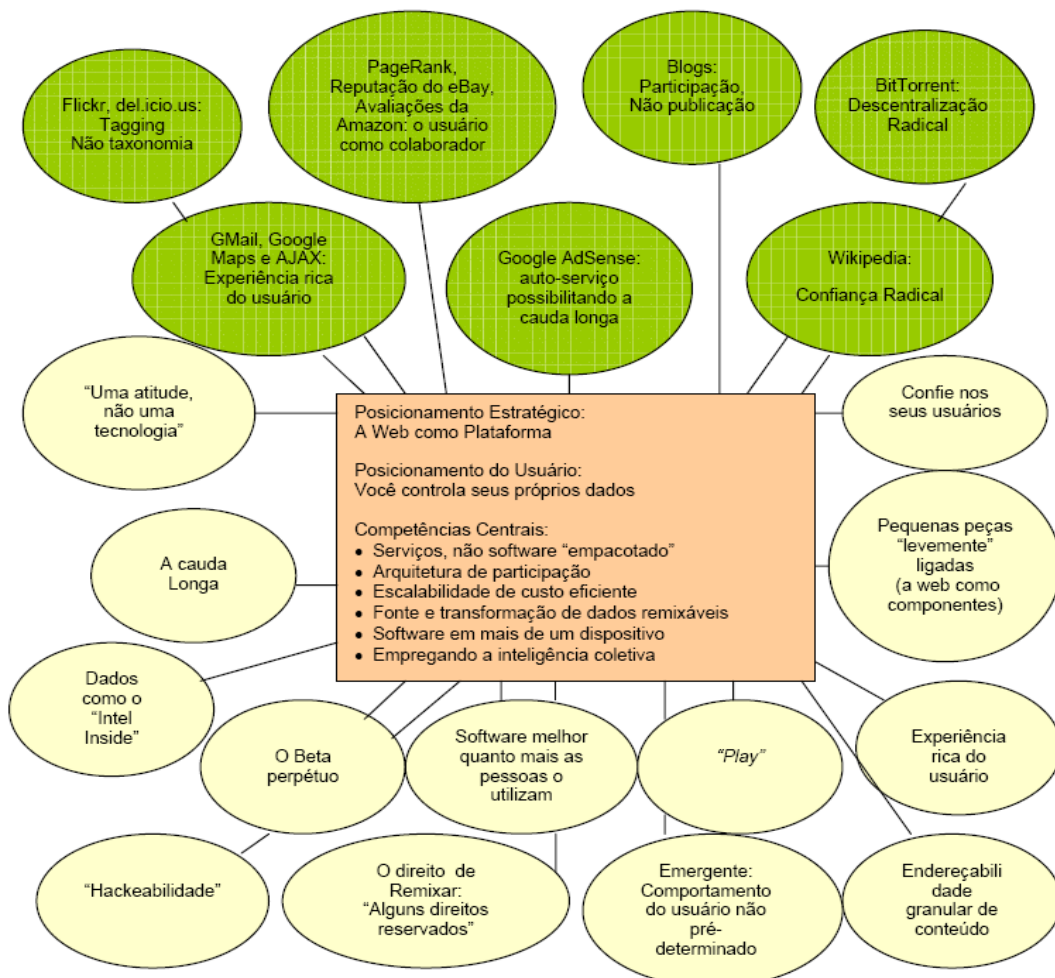 Flickr, del.icio.us:
Tagging
Não taxonomia
PageRank,
Reputação do eBay,
Avaliações da
Amazon: o usuário
como colaborador
Blogs:
Participação,
Não publicação
BitTorrent:
Descentralização
Radical
GMail, Google
Maps e AJAX:
Experiência rica
do usuário
Google AdSense:
auto-serviço
possibilitando a
cauda longa
Wikipedia:
Confiança Radical
“Uma atitude,
não uma
tecnologia”
Posicionamento Estratégico:
A Web como Plataforma
Posicionamento do Usuário:
Você controla seus próprios dados
Competências Centrais:
• Serviços, não software “empacotado”
• Arquitetura de participação
• Escalabilidade de custo eficiente
• Fonte e transformação de dados remixáveis
• Software em mais de um dispositivo
• Empregando a inteligência coletiva
Confie nos
seus usuários
A cauda
Longa
Pequenas peças
“levemente”
ligadas
(a web como
componentes)
Dados
como o
“Intel
Inside”
O Beta
perpétuo
Software melhor
quanto mais as
pessoas o
utilizam
“Play”
Experiência
rica do
usuário
“Hackeabilidade”
O direito de
Remixar:
“Alguns direitos
reservados”
Emergente:
Comportamento
do usuário não
pré-
determinado
Endereçabili
dade
granular de
conteúdo